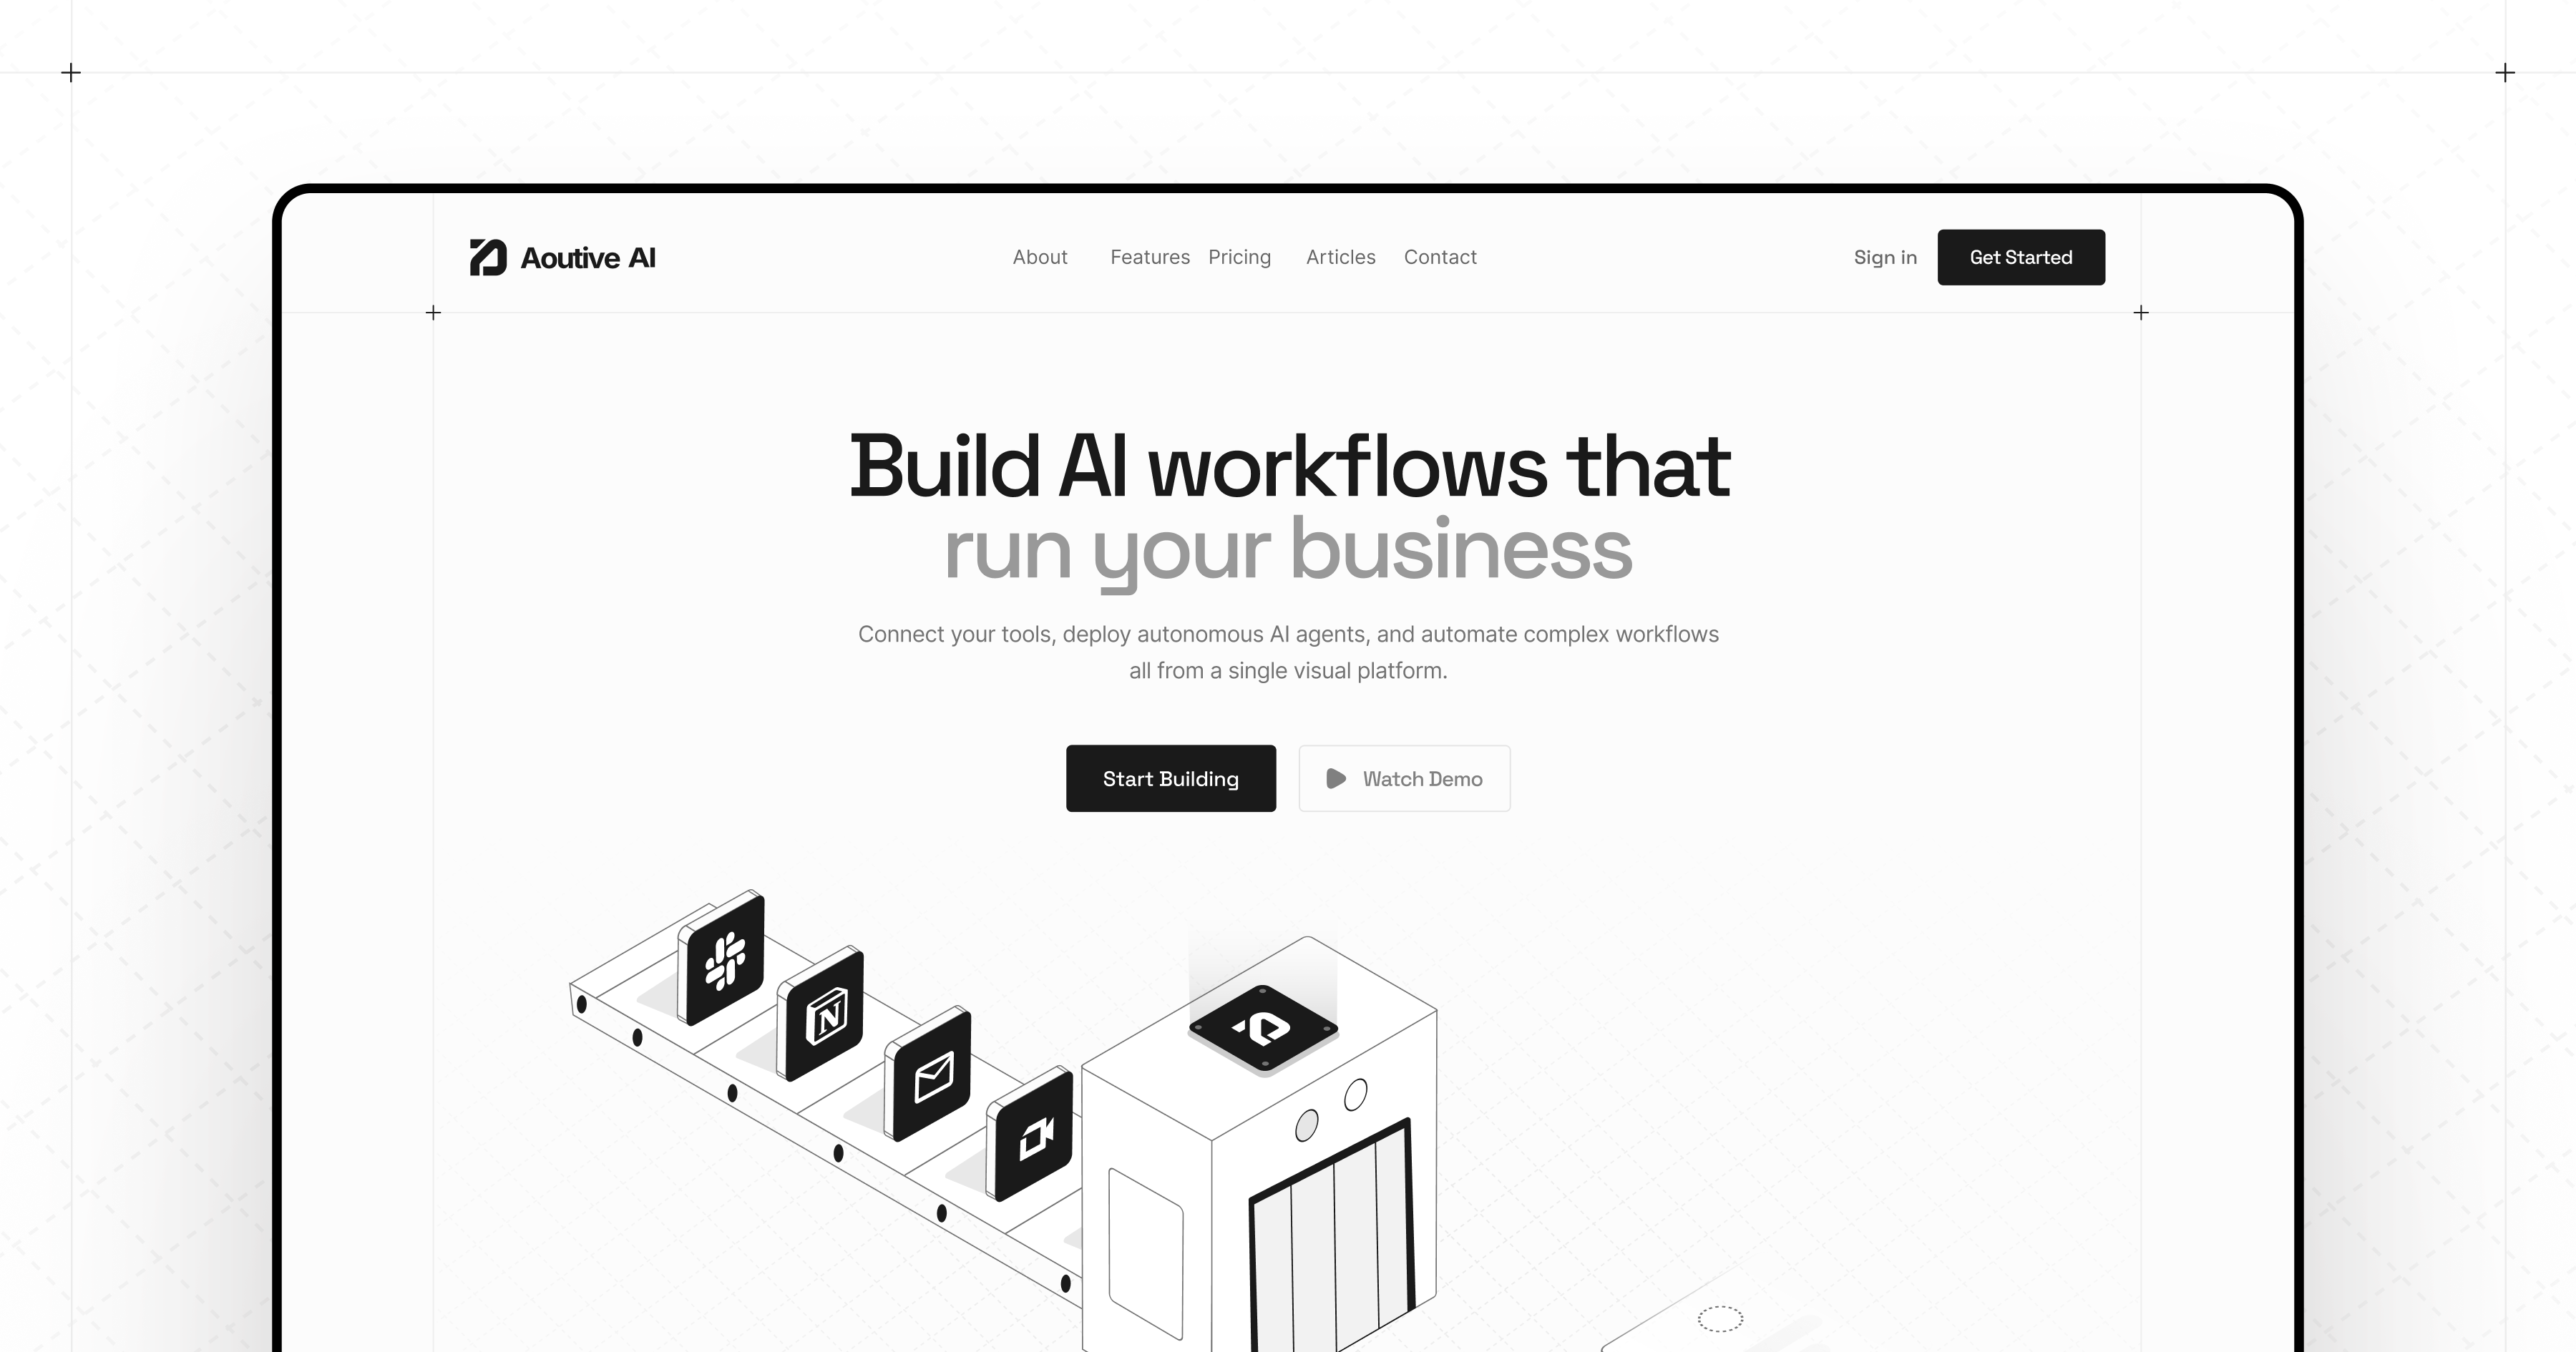 Aoutive AI
About Features Pricing Articles Contact
Sign in
Get Started
Build AI workflows that
run your business
Connect your tools, deploy autonomous AI agents, and automate complex workflows
all from a single visual platform.
Start Building
Watch Demo
N